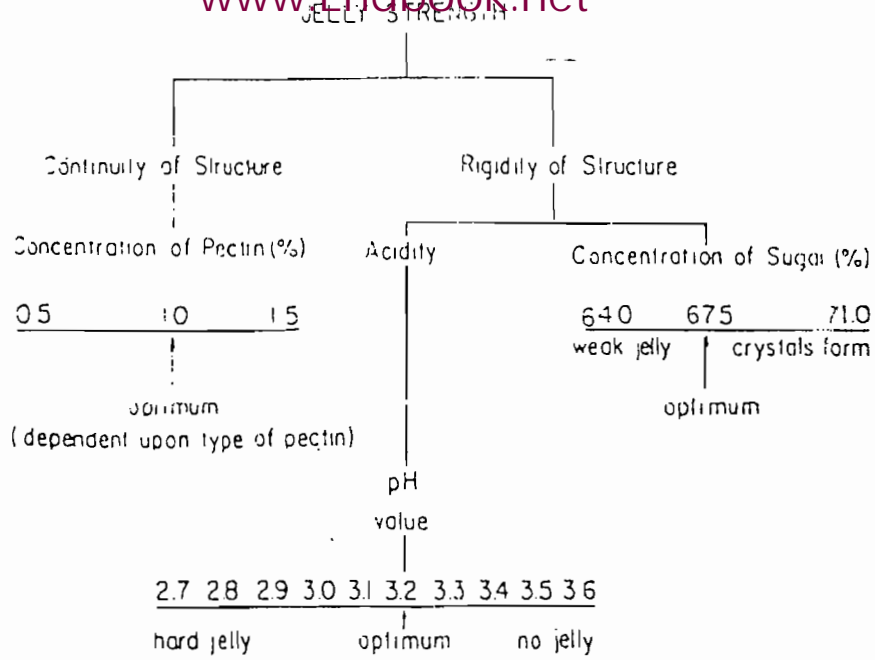 www.Endbook.net
JELLY STRENGTH
Continuity of Structure
Rigidity of Structure
Concentration of Pectin (%)
Acidity
Concentration of Sugar (%)
0.5 1.0 1.5
64.0 67.5 71.0
weak jelly crystals form
optimum
optimum
(dependent upon type of pectin)
pH
value
2.7 2.8 2.9 3.0 3.1 3.2 3.3 3.4 3.5 3.6
hard jelly optimum no jelly